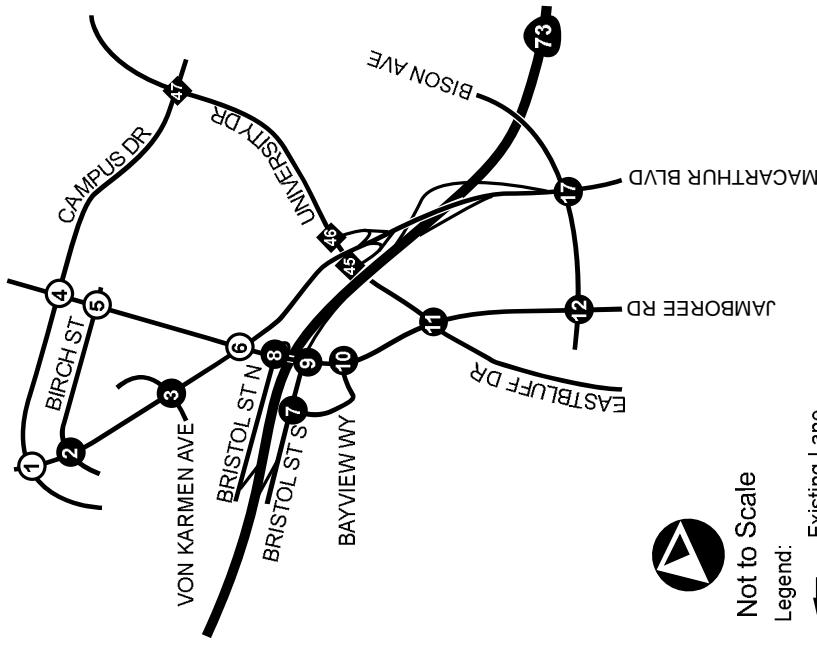 47
CAMPUS DR
UNIVERSITY DR
BISON AVE
73
4
5
BIRCH ST
1
2
3
6
46
45
8
9
10
7
11
17
12
MACARTHUR BLVD
JAMBOREE RD
EASTBLUFF DR
BRISTOL ST N
BRISTOL ST S
VON KARMEN AVE
BAYVIEW WY
Not to Scale
Legend:
Existing Lane